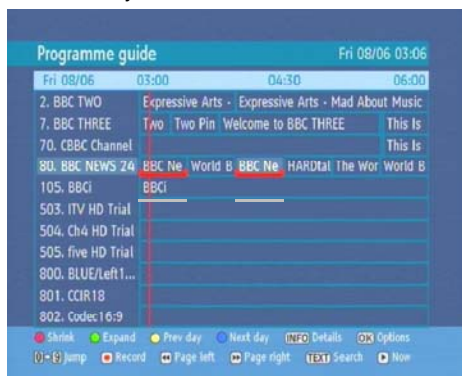 Programme guide Fri 08/06 03:06
Fri 08/06 03:00 04:30 06:00
2. BBC TWO Expressive Arts - Expressive Arts - Mad About Music
7. BBC THREE Two Two Pin Welcome to BBC THREE This Is
70. CBBC Channel This Is
80. BBC NEWS 24 BBC Ne World B BBC Ne HARDtal The Wor World B
105. BBCi BBCi
503. ITV HD Trial
504. Ch4 HD Trial
505. five HD Trial
800. BLUE/Left1...
801. CCIR18
802. Codec16:9
Shrink Expand Prev day Next day INFO Details OK Options
0-9 Jump Record Page left Page right TEXT Search Now